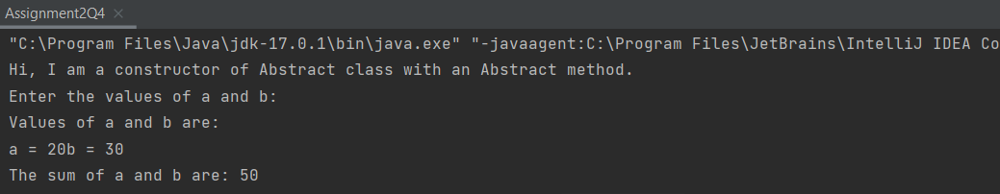 Assignment2Q4
"C:\Program Files\Java\jdk-17.0.1\bin\java.exe" "-javaagent:C:\Program Files\JetBrains\IntelliJ IDEA Co
Hi, I am a constructor of Abstract class with an Abstract method.
Enter the values of a and b:
Values of a and b are:
a = 20b = 30
The sum of a and b are: 50